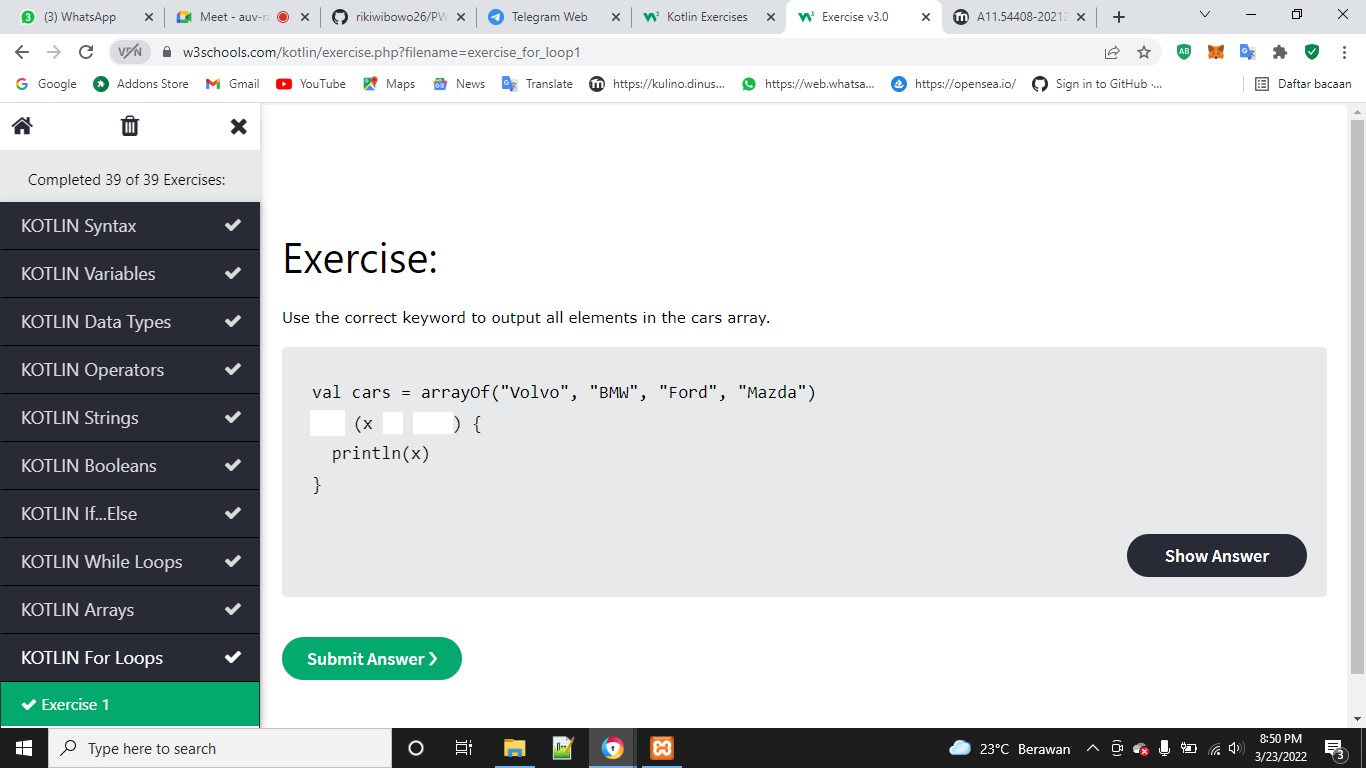 (3) WhatsApp
Meet - auv-r
rikiwibowo26/PW
Telegram Web
Kotlin Exercises
Exercise v3.0
A11.54408-2021
VPN
w3schools.com/kotlin/exercise.php?filename=exercise_for_loop1
Google
Addons Store
Gmail
YouTube
Maps
News
Translate
https://kulino.dinus...
https://web.whatsa...
https://opensea.io/
Sign in to GitHub ·...
Daftar bacaan
Completed 39 of 39 Exercises:
KOTLIN Syntax
KOTLIN Variables
KOTLIN Data Types
KOTLIN Operators
KOTLIN Strings
KOTLIN Booleans
KOTLIN If...Else
KOTLIN While Loops
KOTLIN Arrays
KOTLIN For Loops
Exercise 1
Exercise:
Use the correct keyword to output all elements in the cars array.
val cars = arrayOf("Volvo", "BMW", "Ford", "Mazda")
(x ) {
println(x)
}
Show Answer
Submit Answer ❯
Type here to search
23°C Berawan
8:50 PM
3/23/2022
3